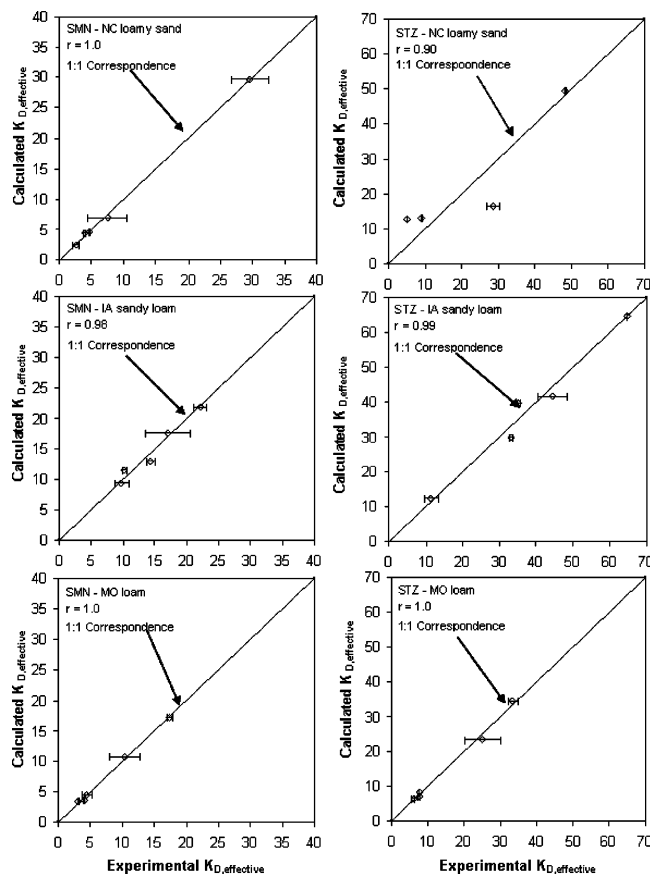 SMN - NC loamy sand
r = 1.0
1:1 Correspondence
Calculated K D,effective
40
35
30
25
20
15
10
5
0
0 5 10 15 20 25 30 35 40
STZ - NC loamy sand
r = 0.90
1:1 Correspoondence
Calculated K D,effective
70
60
50
40
30
20
10
0
0 10 20 30 40 50 60 70
SMN - IA sandy loam
r = 0.98
1:1 Correspondence
Calculated K D,effective
40
35
30
25
20
15
10
5
0
0 5 10 15 20 25 30 35 40
STZ - IA sandy loam
r = 0.99
1:1 Correspondence
Calculated K D,effective
70
60
50
40
30
20
10
0
0 10 20 30 40 50 60 70
SMN - MO loam
r = 1.0
1:1 Correspondence
Calculated K D,effective
40
35
30
25
20
15
10
5
0
0 5 10 15 20 25 30 35 40
Experimental K D,effective
STZ - MO loam
r = 1.0
1:1 Correspondence
Calculated K D,effective
70
60
50
40
30
20
10
0
0 10 20 30 40 50 60 70
Experimental K D,effective